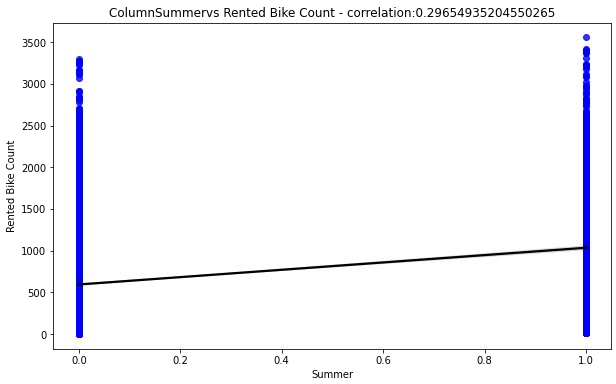 ColumnSummervs Rented Bike Count - correlation:0.29654935204550265
3500
3000
2500
2000
1500
1000
500
0
Rented Bike Count
0.0 0.2 0.4 0.6 0.8 1.0
Summer